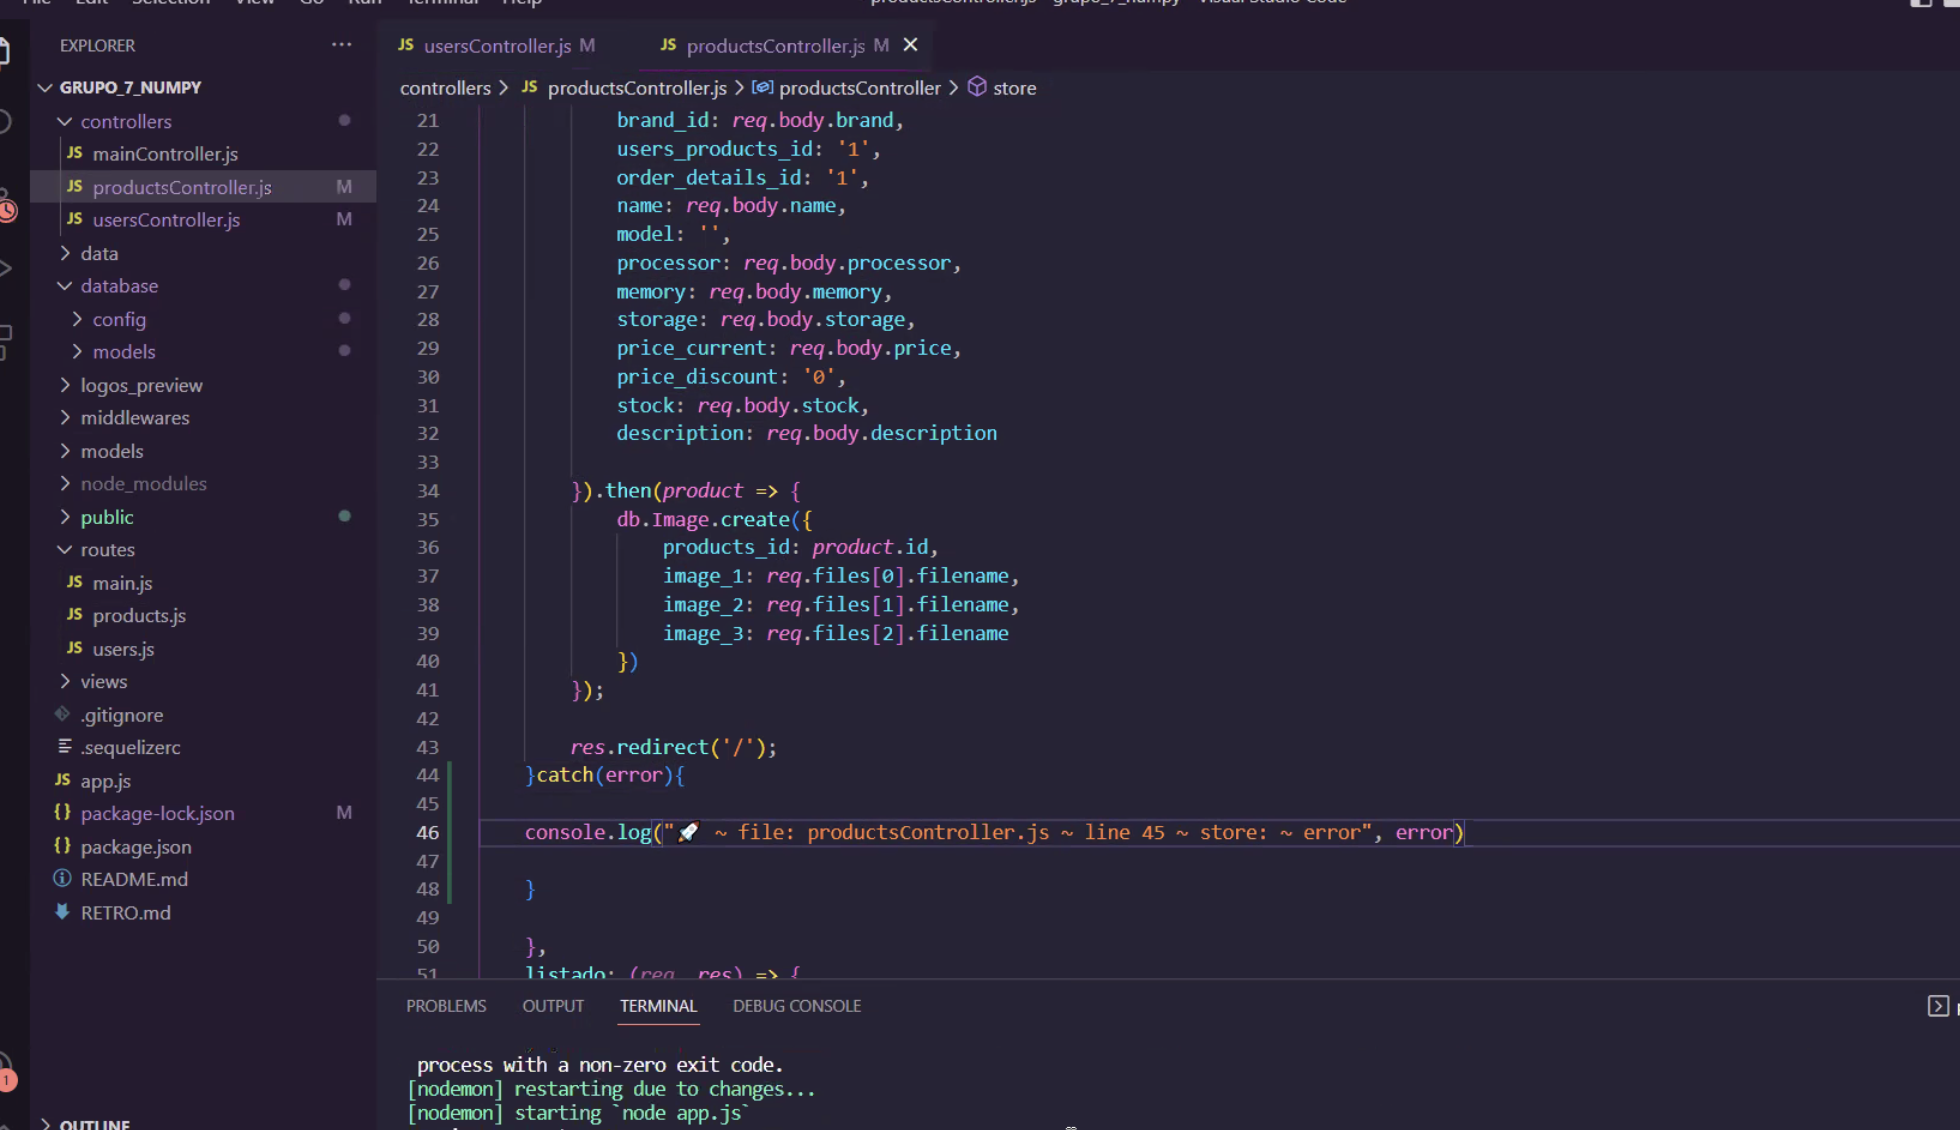 File Edit Selection View Go Run Terminal Help
productsController.js - grupo_7_numpy - Visual Studio Code
EXPLORER
GRUPO_7_NUMPY
controllers
mainController.js
productsController.js M
usersController.js M
data
database
config
models
logos_preview
middlewares
models
node_modules
public
routes
main.js
products.js
users.js
views
.gitignore
.sequelizerc
app.js
package-lock.json M
package.json
README.md
RETRO.md
OUTLINE
1
JS usersController.js M
JS productsController.js M
controllers > JS productsController.js > productsController > store
21 brand_id: req.body.brand,
22 users_products_id: '1',
23 order_details_id: '1',
24 name: req.body.name,
25 model: '',
26 processor: req.body.processor,
27 memory: req.body.memory,
28 storage: req.body.storage,
29 price_current: req.body.price,
30 price_discount: '0',
31 stock: req.body.stock,
32 description: req.body.description
33
34 }).then(product => {
35 db.Image.create({
36 products_id: product.id,
37 image_1: req.files[0].filename,
38 image_2: req.files[1].filename,
39 image_3: req.files[2].filename
40 })
41 });
42
43 res.redirect('/');
44 }catch(error){
45
46 console.log("🚀 ~ file: productsController.js ~ line 45 ~ store: ~ error", error)
47
48 }
49
50 },
51 listado: (req, res) => {
PROBLEMS OUTPUT TERMINAL DEBUG CONSOLE
process with a non-zero exit code.
[nodemon] restarting due to changes...
[nodemon] starting `node app.js`